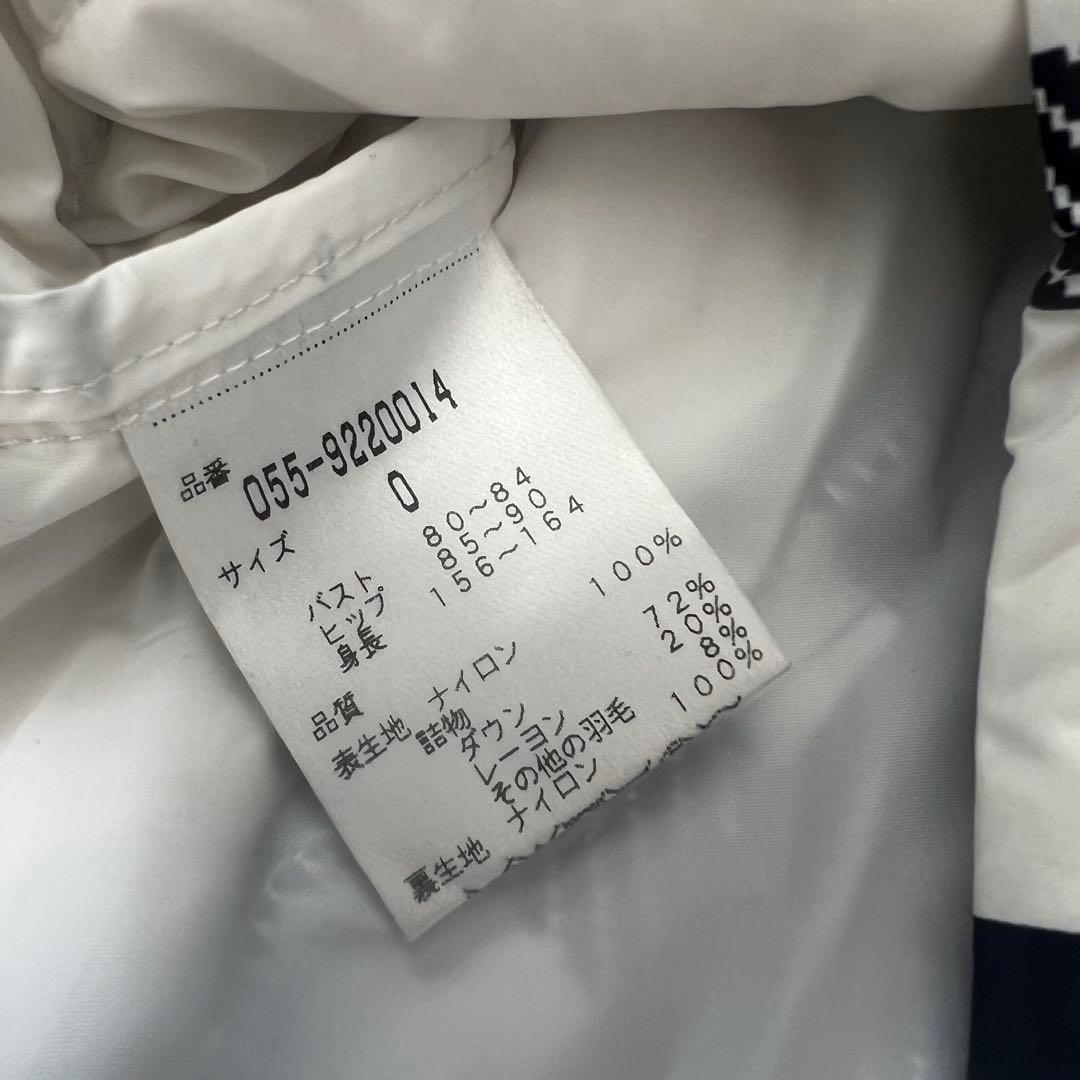 品番 055-9220014
サイズ 0
バスト 80~84
ヒップ 85~90
身長 156~164
品質
表生地 ナイロン 100%
詰物
ダウン 72%
レーヨン 20%
その他の羽毛 8%
裏生地 ナイロン 100%